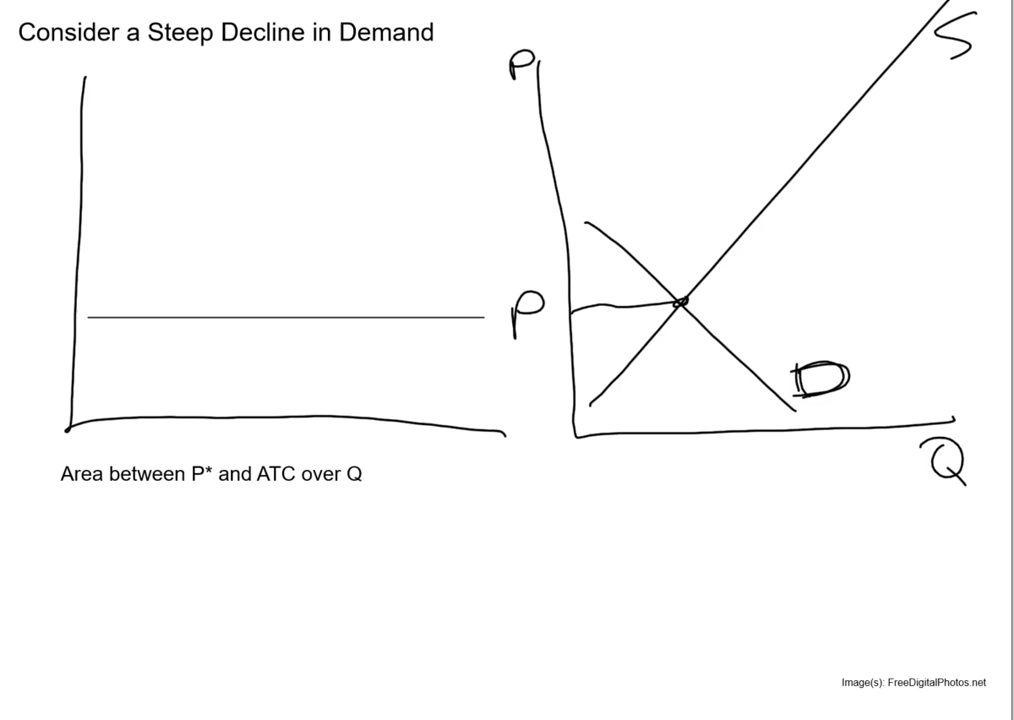 Consider a Steep Decline in Demand
P
S
P
D
Q
Area between P* and ATC over Q
Image(s): FreeDigitalPhotos.net